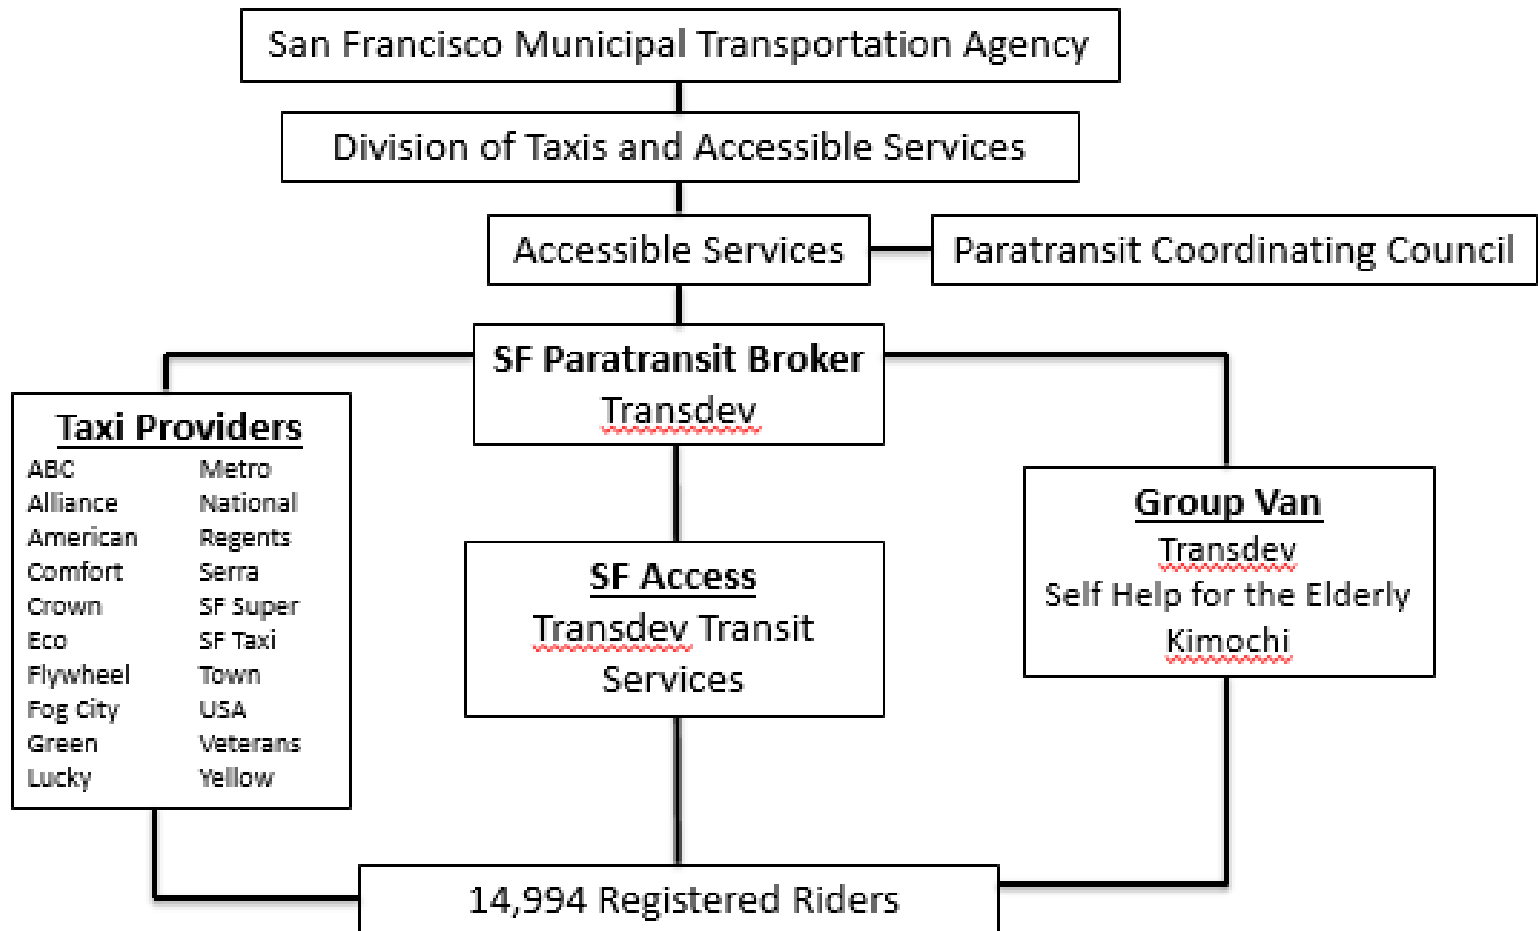 San Francisco Municipal Transportation Agency
Division of Taxis and Accessible Services
Accessible Services
Paratransit Coordinating Council
SF Paratransit Broker
Transdev
Taxi Providers
ABC Metro
Alliance National
American Regents
Comfort Serra
Crown SF Super
Eco SF Taxi
Flywheel Town
Fog City USA
Green Veterans
Lucky Yellow
SF Access
Transdev Transit
Services
Group Van
Transdev
Self Help for the Elderly
Kimochi
14,994 Registered Riders